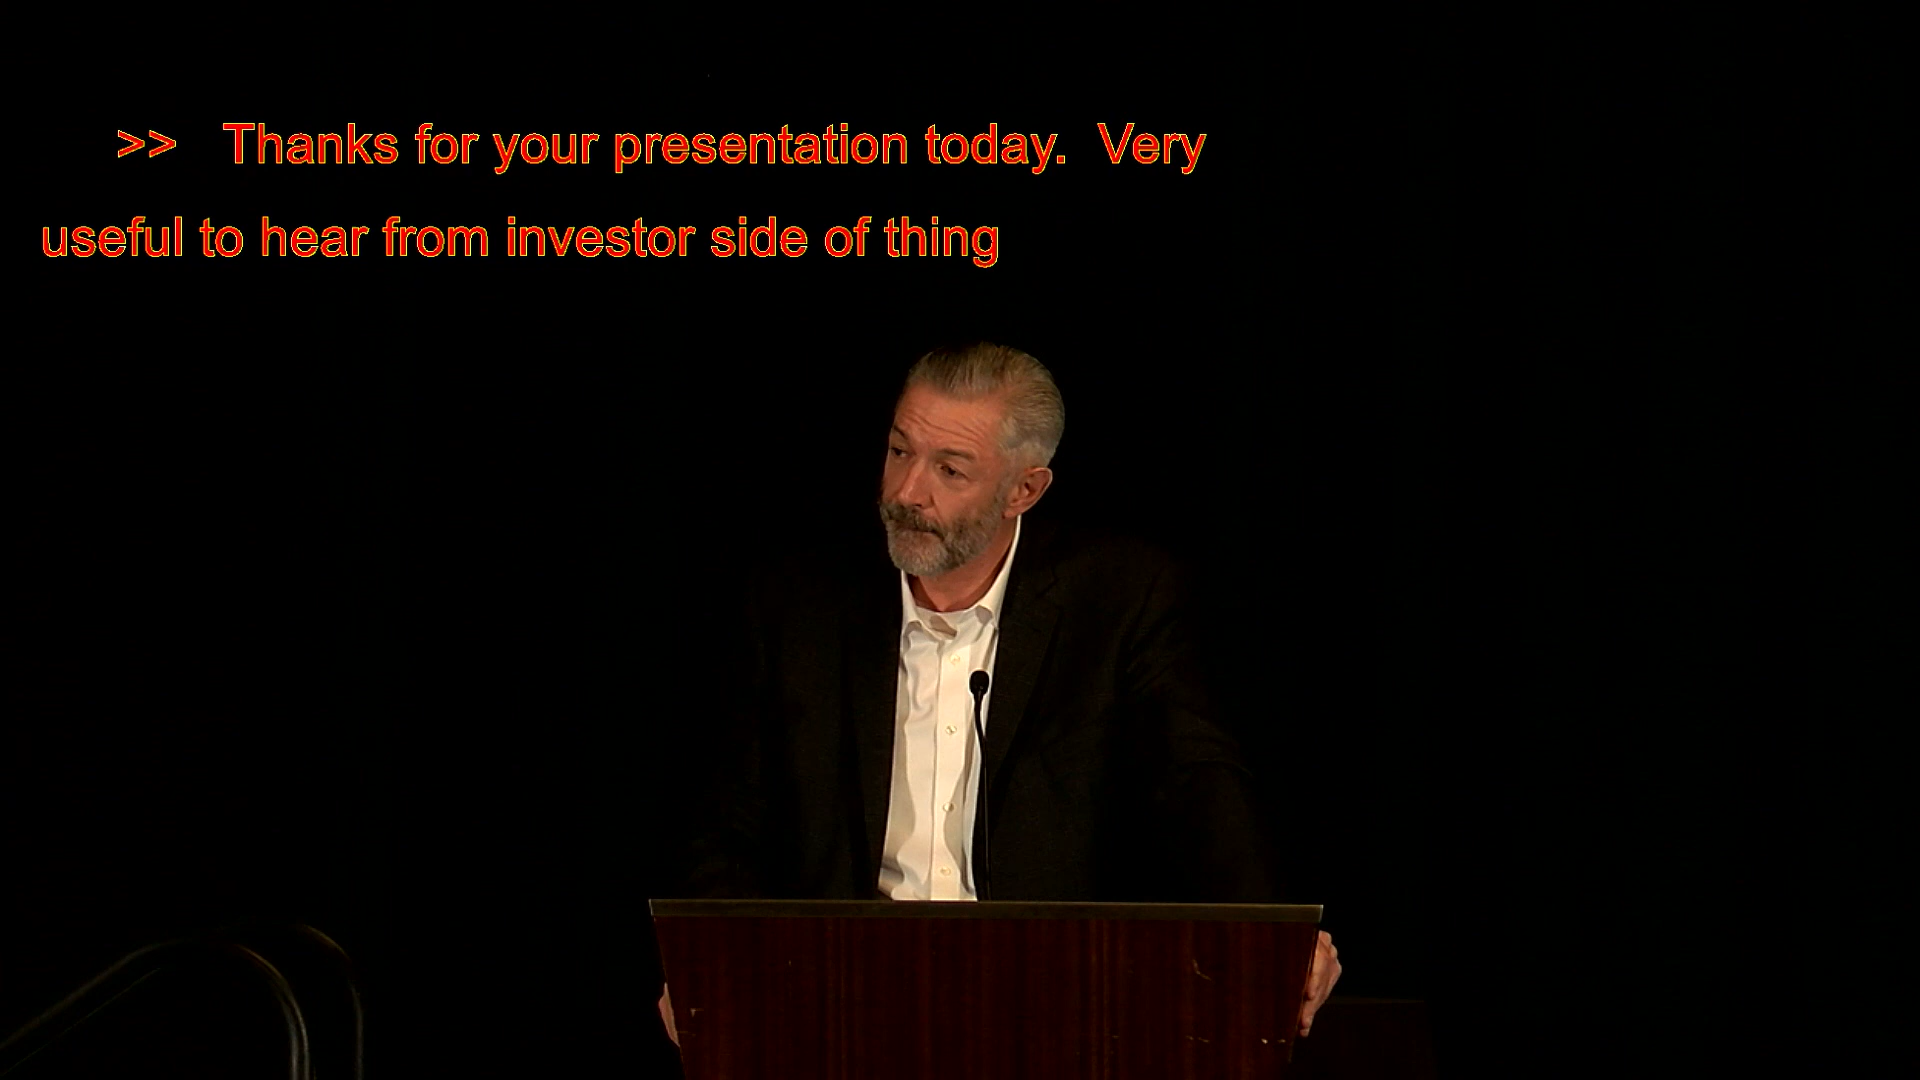 >> Thanks for your presentation today. Very
useful to hear from investor side of thing